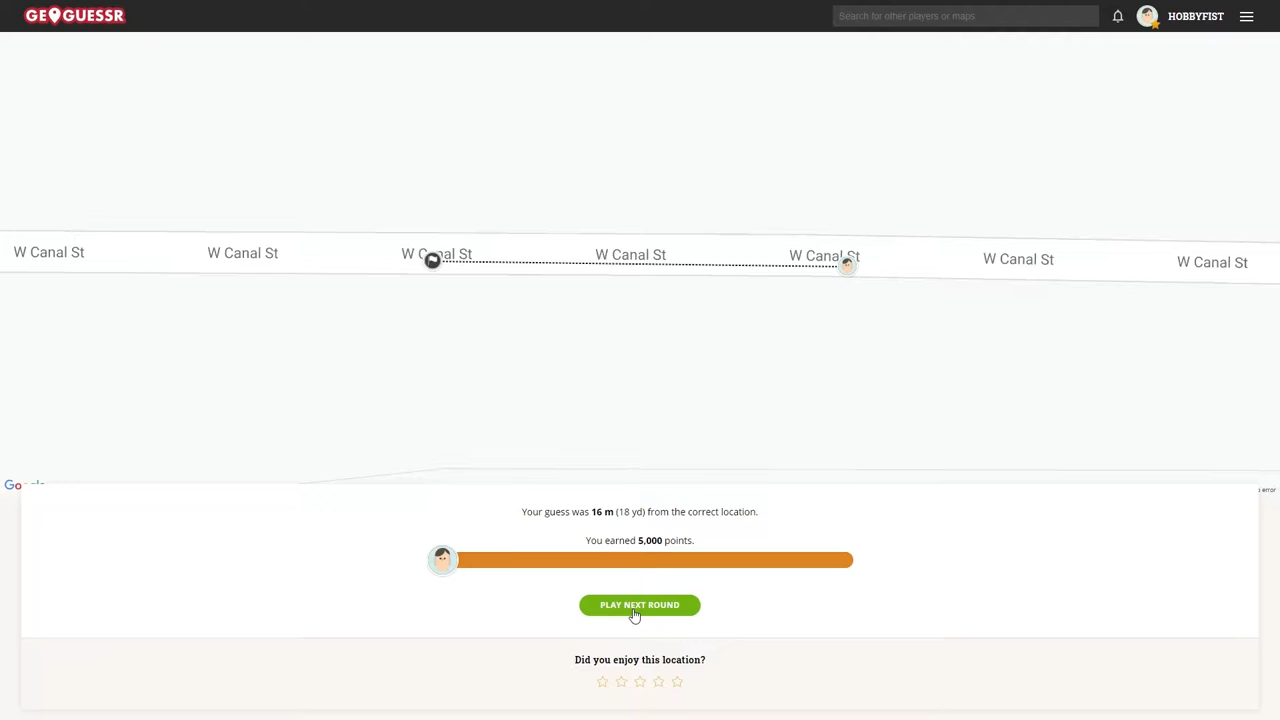 GEOGUESSR
Search for other players or maps
HOBBYFIST
W Canal St W Canal St W Canal St W Canal St W Canal St W Canal St W Canal St
Your guess was 16 m (18 yd) from the correct location.
error
You earned 5,000 points.
PLAY NEXT ROUND
Did you enjoy this location?